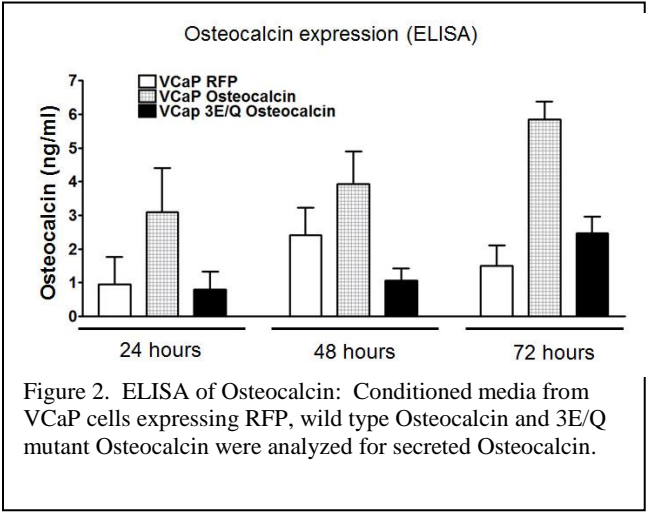 Osteocalcin expression (ELISA)
7
6
5
4
3
2
1
0
Osteocalcin (ng/ml)
VCaP RFP
VCaP Osteocalcin
VCap 3E/Q Osteocalcin
24 hours
48 hours
72 hours
Figure 2.  ELISA of Osteocalcin:  Conditioned media from
VCaP cells expressing RFP, wild type Osteocalcin and 3E/Q
mutant Osteocalcin were analyzed for secreted Osteocalcin.